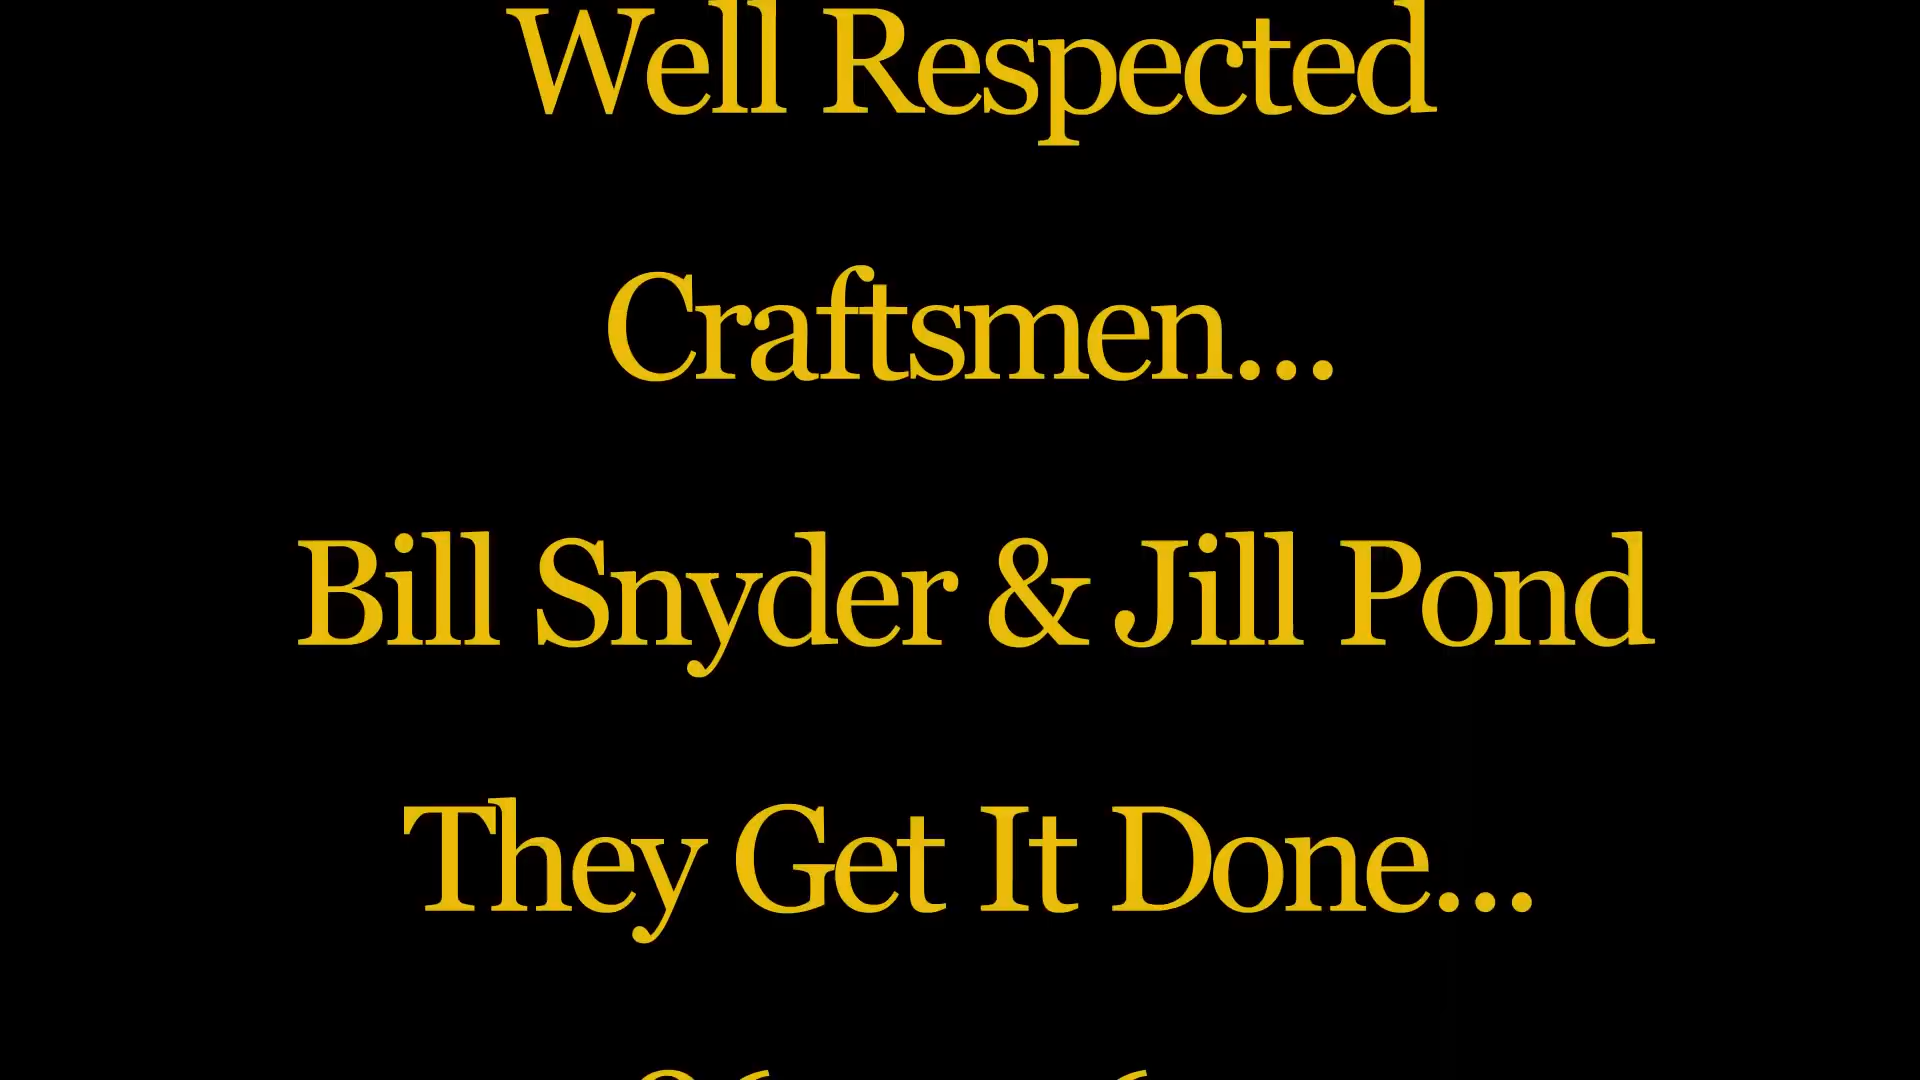 Well Respected
Craftsmen...
Bill Snyder & Jill Pond
They Get It Done...